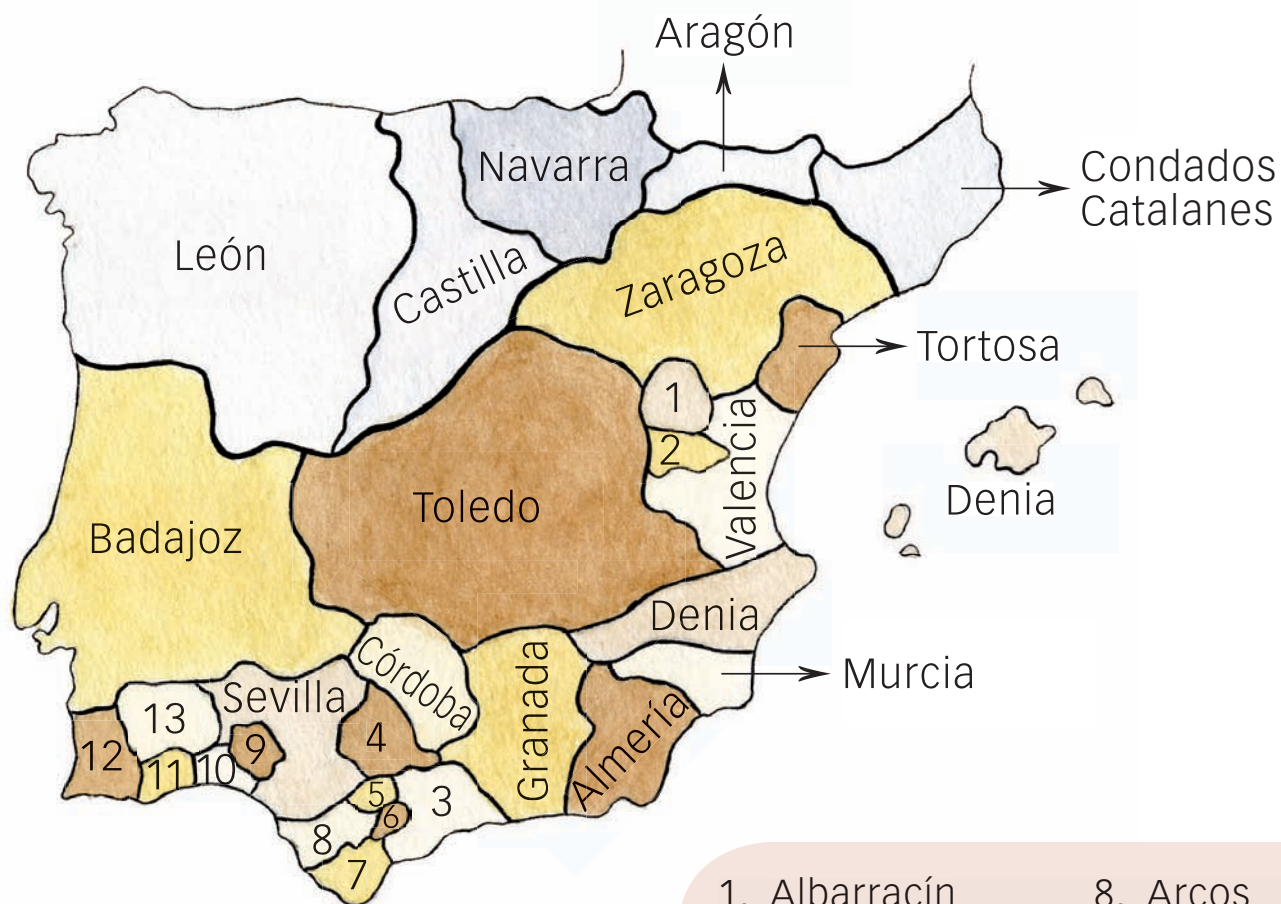 Aragón
Navarra
Condados
Catalanes
León
Castilla
Zaragoza
Tortosa
1
2
Valencia
Denia
Toledo
Badajoz
Denia
Córdoba
Murcia
Granada
Sevilla
Almería
13
12
11
10
9
4
5
3
6
8
7
1. Albarracín
8. Arcos